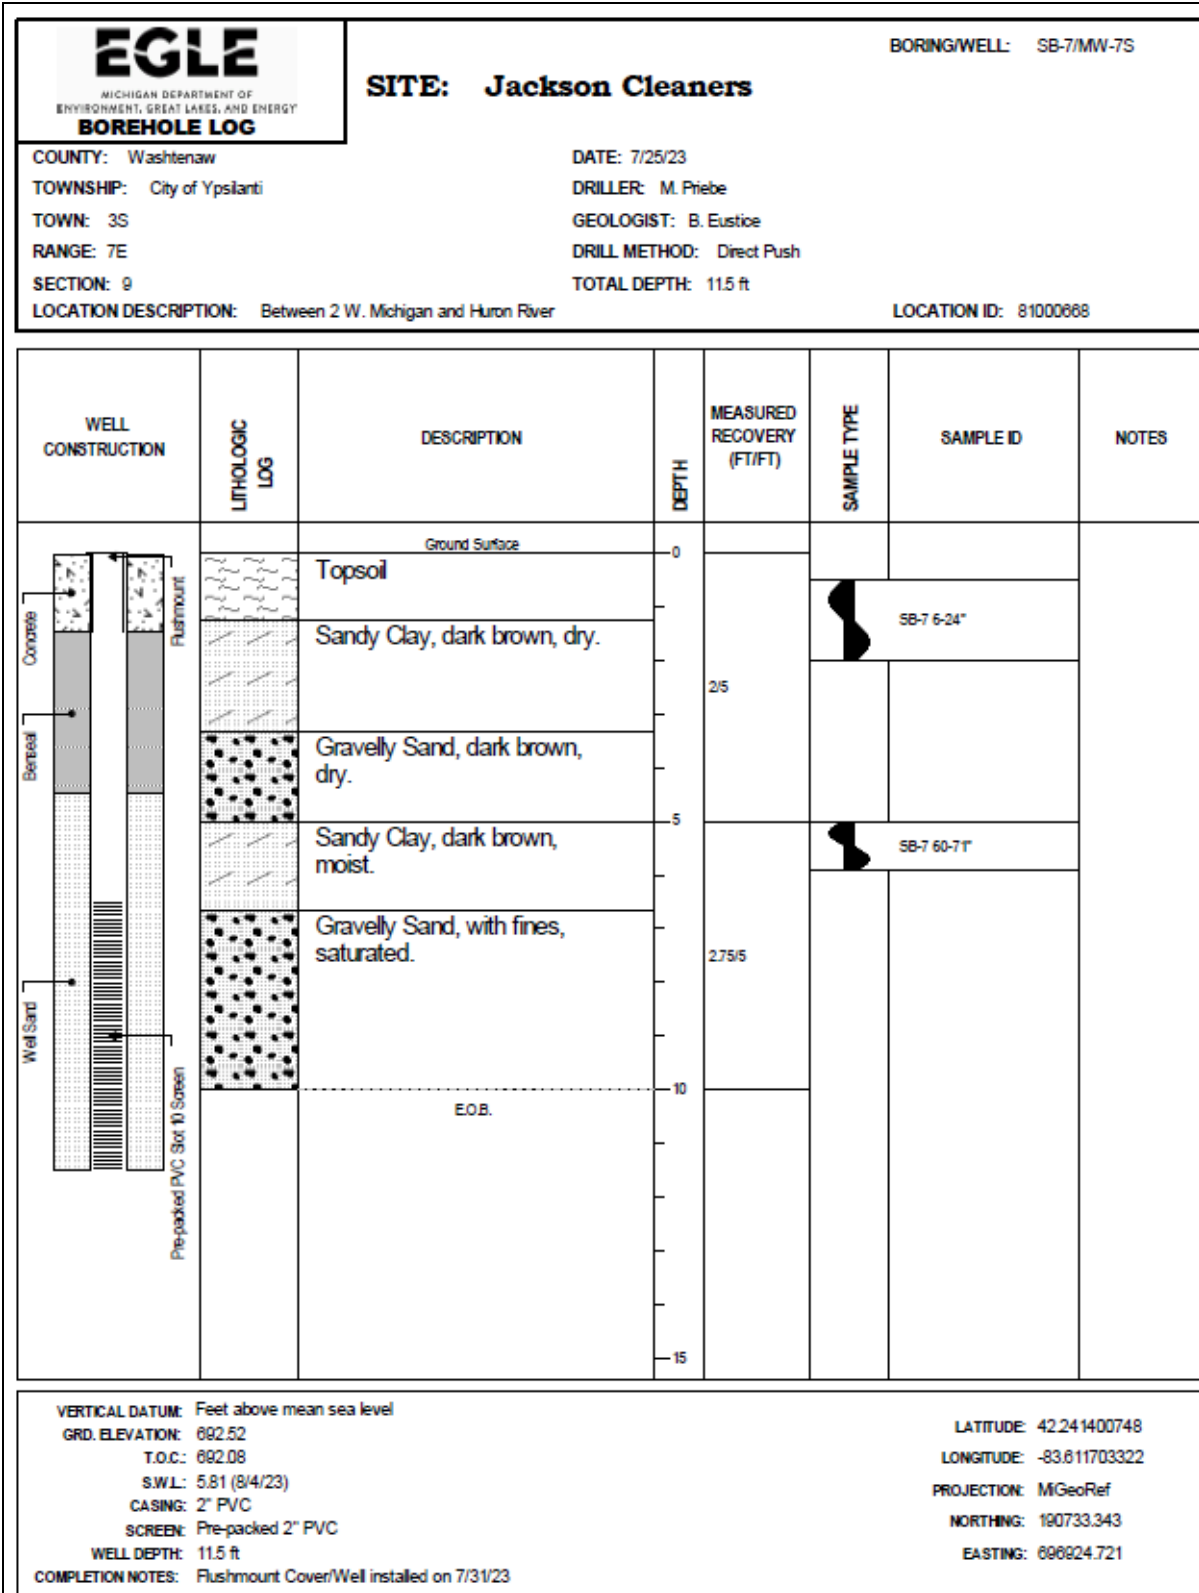 EGLE
MICHIGAN DEPARTMENT OF
ENVIRONMENT, GREAT LAKES, AND ENERGY
BOREHOLE LOG
SITE: Jackson Cleaners
BORING/WELL: SB-7/MW-7S
COUNTY: Washtenaw
TOWNSHIP: City of Ypsilanti
TOWN: 3S
RANGE: 7E
SECTION: 9
LOCATION DESCRIPTION: Between 2 W. Michigan and Huron River
DATE: 7/25/23
DRILLER: M. Priebe
GEOLOGIST: B. Eustice
DRILL METHOD: Direct Push
TOTAL DEPTH: 11.5 ft
LOCATION ID: 81000668
WELL
CONSTRUCTION
LITHOLOGIC
LOG
DESCRIPTION
DEPTH
MEASURED
RECOVERY
(FT/FT)
SAMPLE TYPE
SAMPLE ID
NOTES
Concrete
Flushmount
Benseal
Well Sand
Pre-packed PVC Slot 10 Screen
Ground Surface
Topsoil
Sandy Clay, dark brown, dry.
Gravelly Sand, dark brown,
dry.
Sandy Clay, dark brown,
moist.
Gravelly Sand, with fines,
saturated.
E.O.B.
0
5
10
15
2/5
2.75/5
SB-7 6-24"
SB-7 60-71"
VERTICAL DATUM: Feet above mean sea level
GRD. ELEVATION: 692.52
T.O.C.: 692.08
S.W.L.: 5.81 (8/4/23)
CASING: 2" PVC
SCREEN: Pre-packed 2" PVC
WELL DEPTH: 11.5 ft
COMPLETION NOTES: Flushmount Cover/Well installed on 7/31/23
LATITUDE: 42.241400748
LONGITUDE: -83.611703322
PROJECTION: MiGeoRef
NORTHING: 190733.343
EASTING: 696924.721